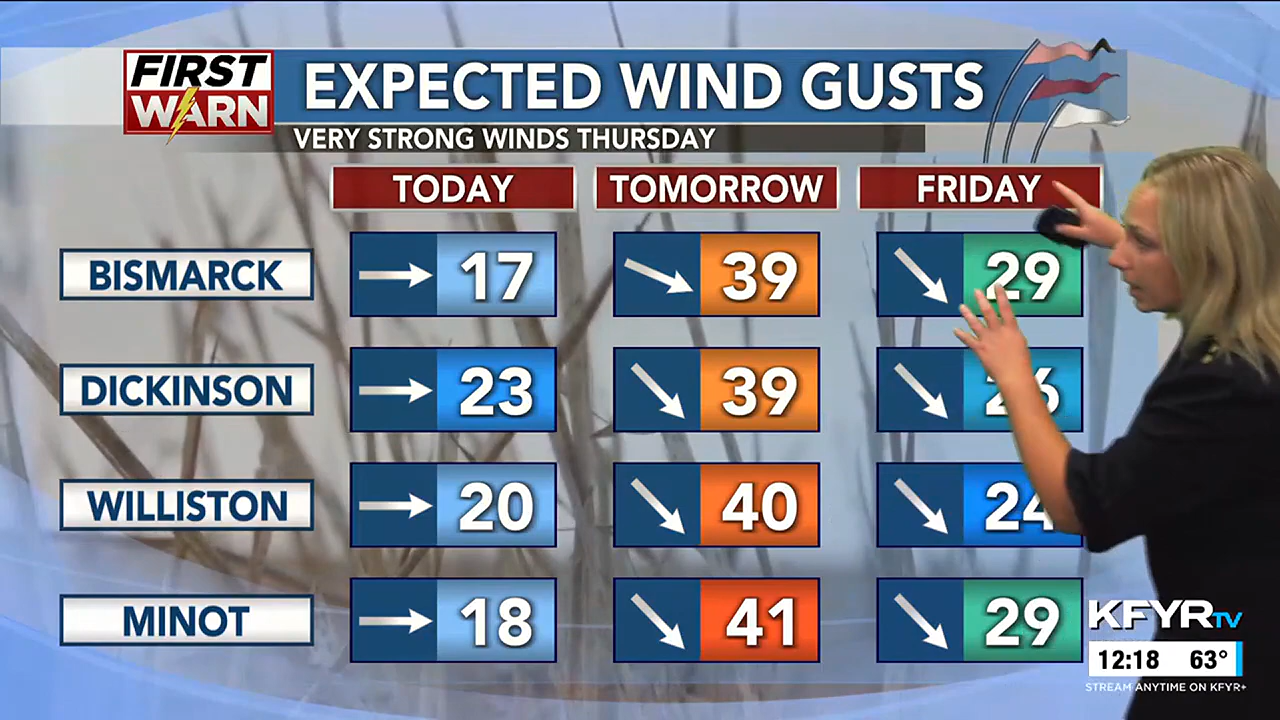 FIRST
WARN
EXPECTED WIND GUSTS
VERY STRONG WINDS THURSDAY
TODAY TOMORROW FRIDAY
BISMARCK 17 39 29
DICKINSON 23 39 26
WILLISTON 20 40 24
MINOT 18 41 29
KFYRTV
12:18 63°
STREAM ANYTIME ON KFYR+